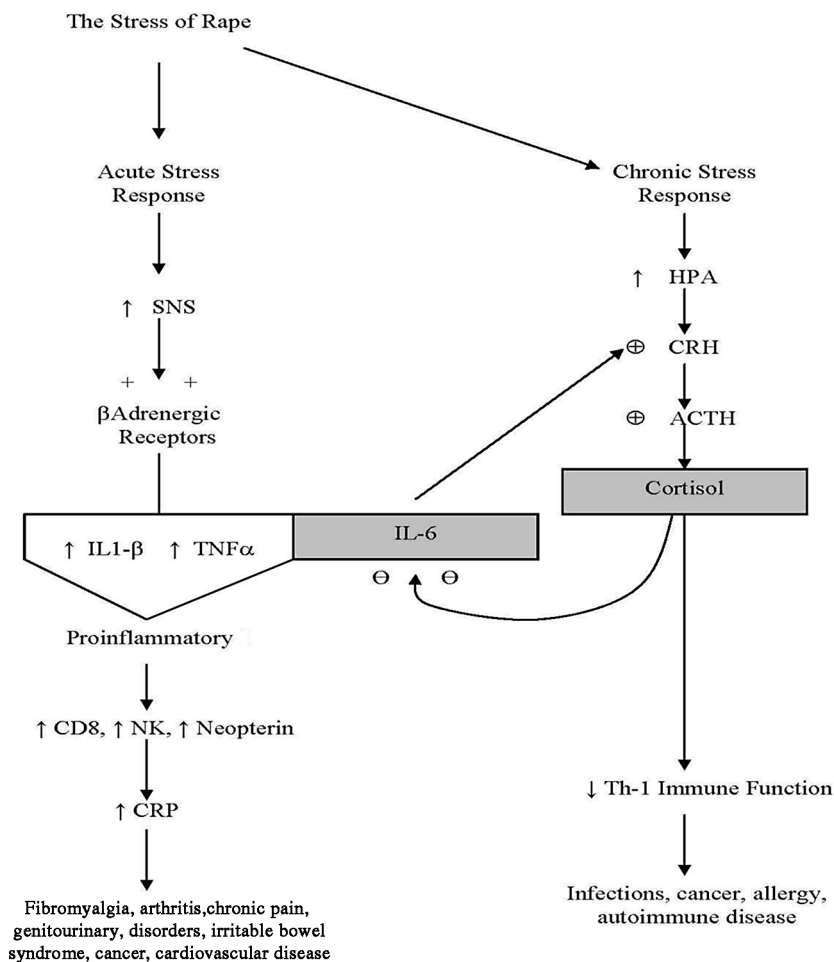 The Stress of Rape
Acute Stress
Response
↑ SNS
+ +
βAdrenergic
Receptors
↑ IL1-β ↑ TNFα
IL-6
⊖ ⊖
Proinflammatory
↑ CD8, ↑ NK, ↑ Neopterin
↑ CRP
Fibromyalgia, arthritis,chronic pain,
genitourinary, disorders, irritable bowel
syndrome, cancer, cardiovascular disease
Chronic Stress
Response
↑ HPA
⊕ CRH
⊕ ACTH
Cortisol
↓ Th-1 Immune Function
Infections, cancer, allergy,
autoimmune disease